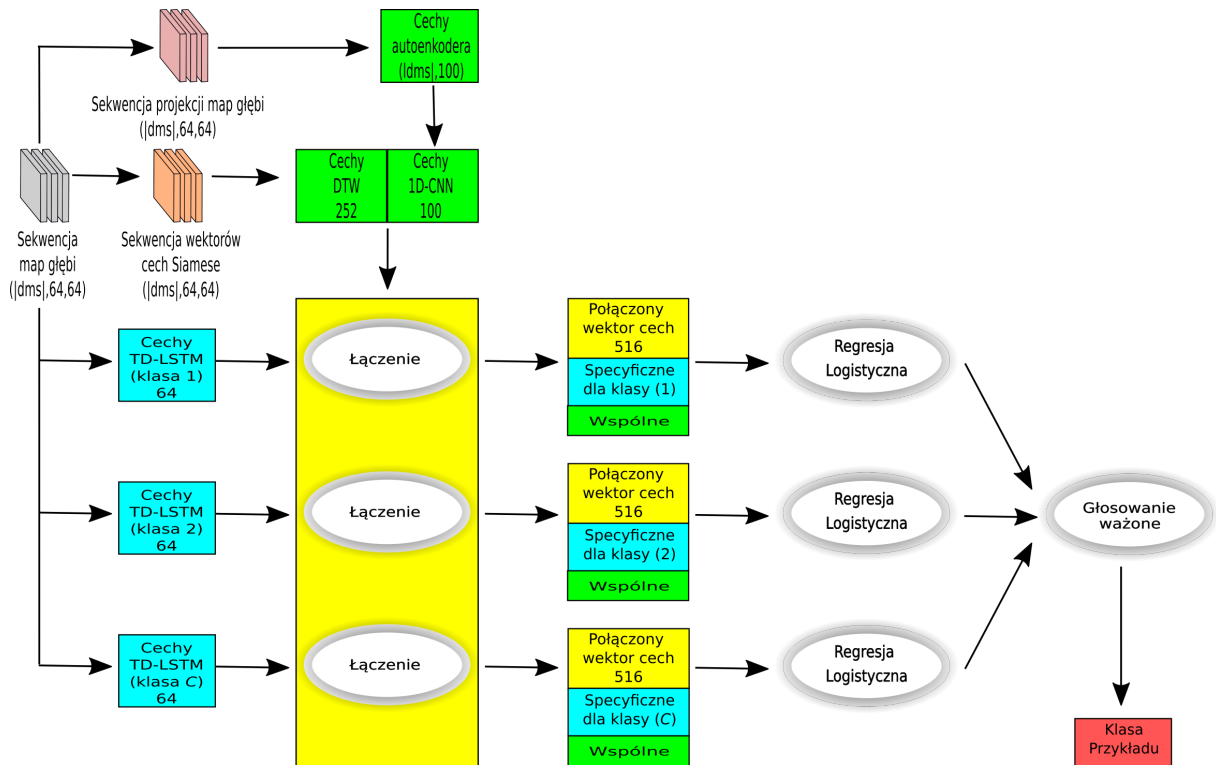 Cechy
autoenkodera
(|dms|,100)
Sekwencja projekcji map głębi
(|dms|,64,64)
Cechy
DTW
252
Cechy
1D-CNN
100
Sekwencja
map głębi
(|dms|,64,64)
Sekwencja wektorów
cech Siamese
(|dms|,64,64)
Cechy
TD-LSTM
(klasa 1)
64
Łączenie
Połączony
wektor cech
516
Specyficzne
dla klasy (1)
Wspólne
Regresja
Logistyczna
Cechy
TD-LSTM
(klasa 2)
64
Łączenie
Połączony
wektor cech
516
Specyficzne
dla klasy (2)
Wspólne
Regresja
Logistyczna
Głosowanie
ważone
Cechy
TD-LSTM
(klasa C)
64
Łączenie
Połączony
wektor cech
516
Specyficzne
dla klasy (C)
Wspólne
Regresja
Logistyczna
Klasa
Przykładu